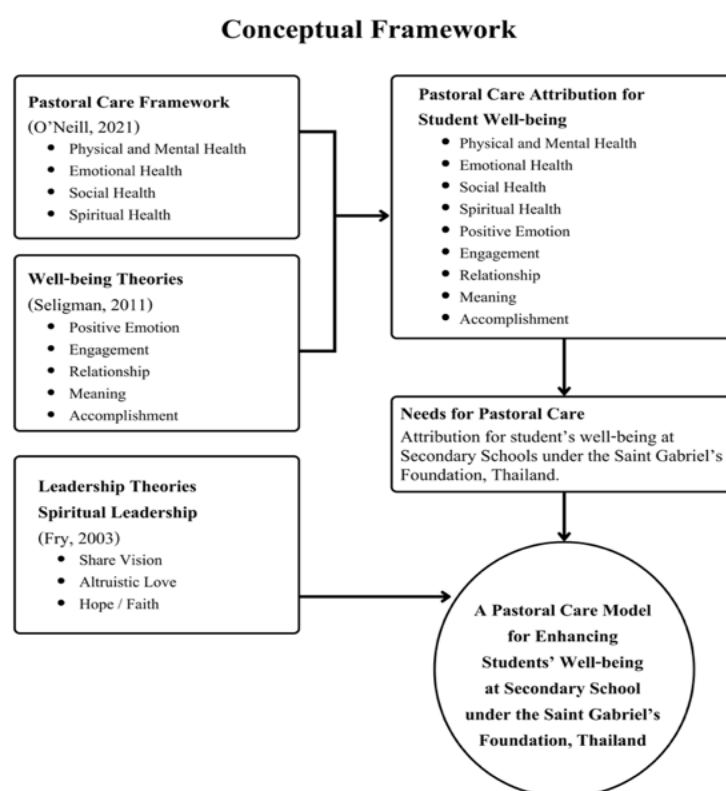 Conceptual Framework
Pastoral Care Framework
(O'Neill, 2021)
• Physical and Mental Health
• Emotional Health
• Social Health
• Spiritual Health
Well-being Theories
(Seligman, 2011)
• Positive Emotion
• Engagement
• Relationship
• Meaning
• Accomplishment
Leadership Theories
Spiritual Leadership
(Fry, 2003)
• Share Vision
• Altruistic Love
• Hope / Faith
Pastoral Care Attribution for
Student Well-being
• Physical and Mental Health
• Emotional Health
• Social Health
• Spiritual Health
• Positive Emotion
• Engagement
• Relationship
• Meaning
• Accomplishment
Needs for Pastoral Care
Attribution for student's well-being at
Secondary Schools under the Saint Gabriel's
Foundation, Thailand.
A Pastoral Care Model
for Enhancing
Students' Well-being
at Secondary School
under the Saint Gabriel's
Foundation, Thailand